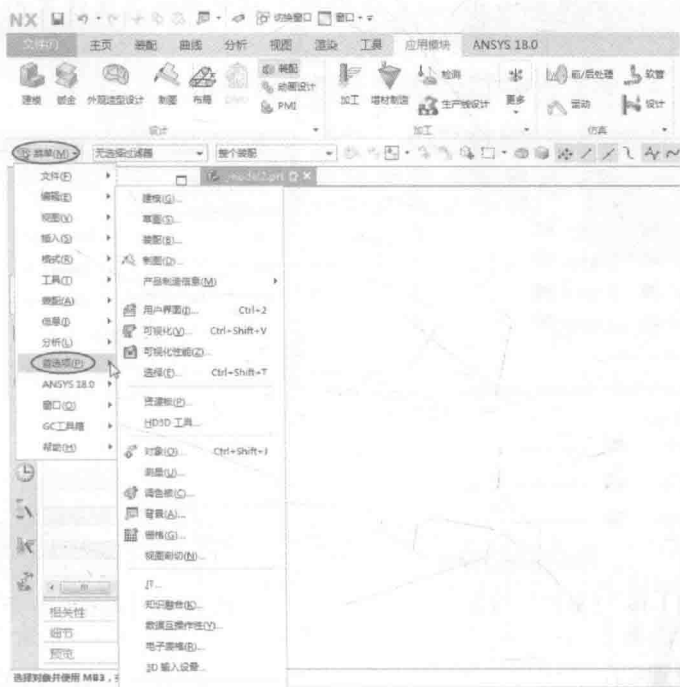 NX 切换窗口 窗口
文件(F) 主页 装配 曲线 分析 视图 渲染 工具 应用模块 ANSYS 18.0
建模 钣金 外观造型设计 制图 布局
装配
动画设计
PMI
加工 增材制造
检测
生产线设计
更多
前/后处理
运动
软管
设计
设计 加工 仿真
菜单(M) 无选择过滤器 整个装配
_model2.prt
文件(F)
编辑(E)
视图(V)
插入(S)
格式(R)
工具(T)
装配(A)
信息(I)
分析(L)
首选项(P)
ANSYS 18.0
窗口(O)
GC工具箱
帮助(H)
建模(G)...
草图(S)...
装配(B)...
制图(D)...
产品制造信息(M)
用户界面(I)... Ctrl+2
可视化(V)... Ctrl+Shift+V
可视化性能(Z)...
选择(E)... Ctrl+Shift+T
资源板(P)...
HD3D 工具...
对象(O)... Ctrl+Shift+J
测量(U)...
调色板(C)...
背景(A)...
栅格(G)...
视图剖切(N)...
JT...
知识融合(K)...
数据互操作性(Y)...
电子表格(R)...
3D 输入设备...
相关性
细节
预览
选择对象并使用 MB3，